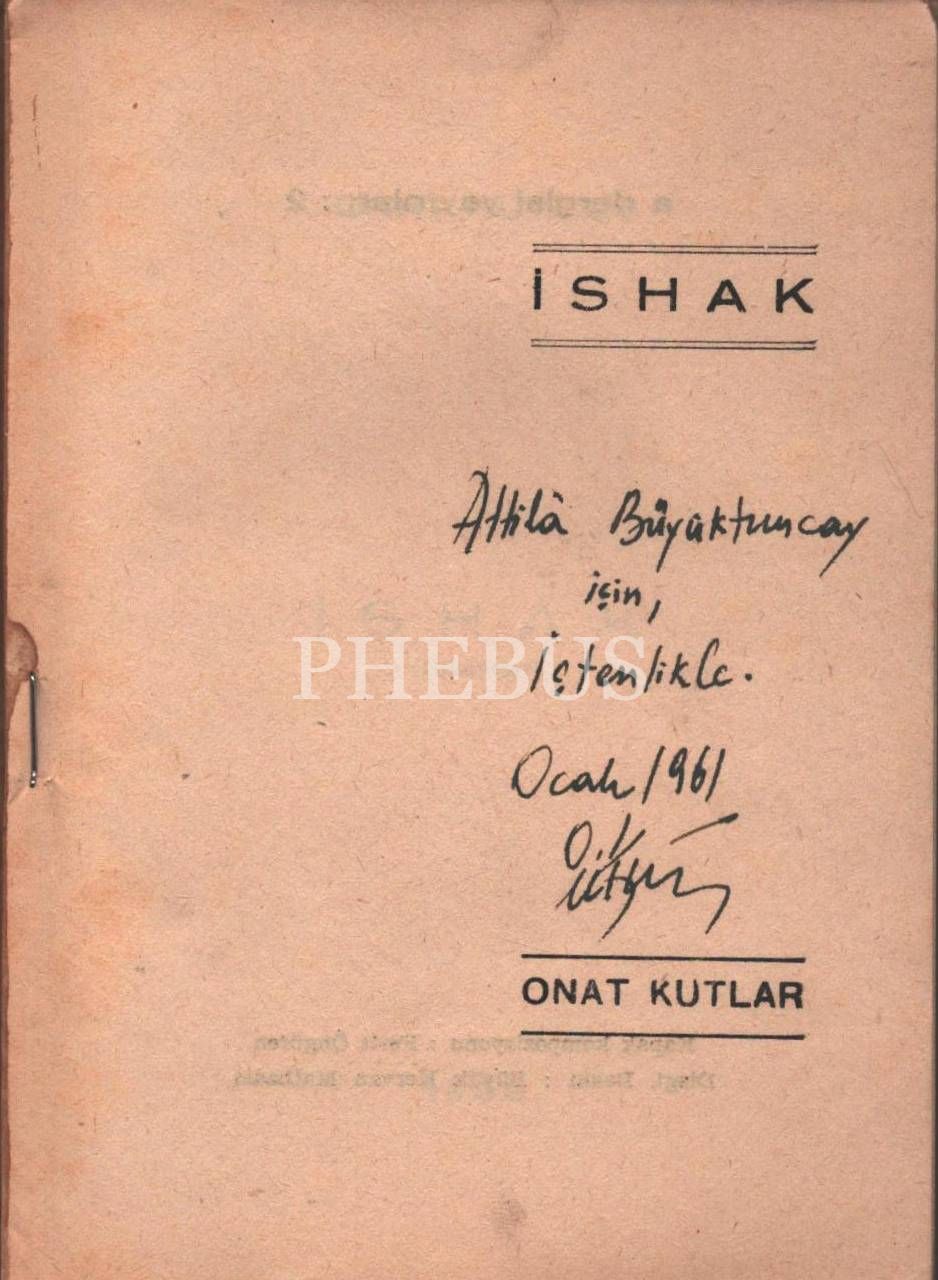 İSHAK
Attilâ Büyüktuncay
için,
İçtenlikle.
PHEBUS
Ocak 1961
ONAT KUTLAR